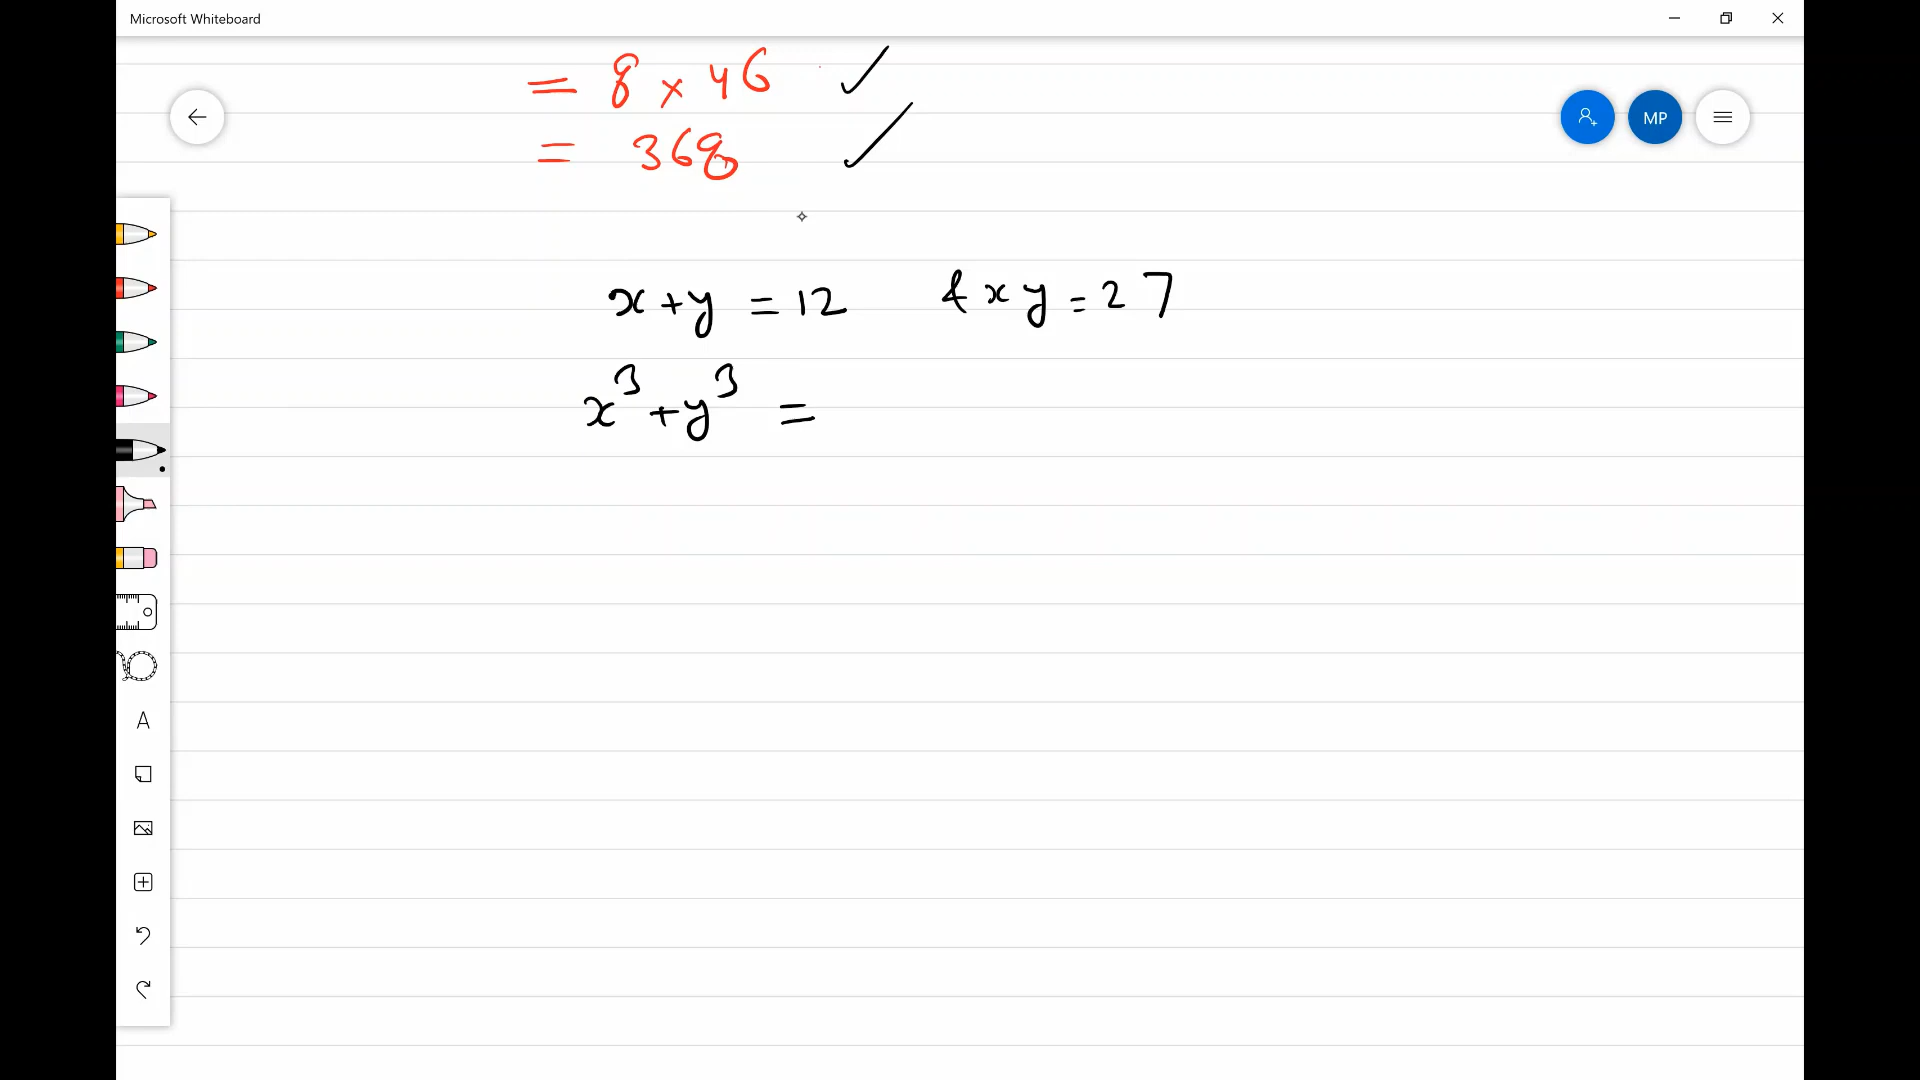 Microsoft Whiteboard
= 8 × 46 ✓
= 368 ✓
MP
x + y = 12 & xy = 27
x³ + y³ =
A